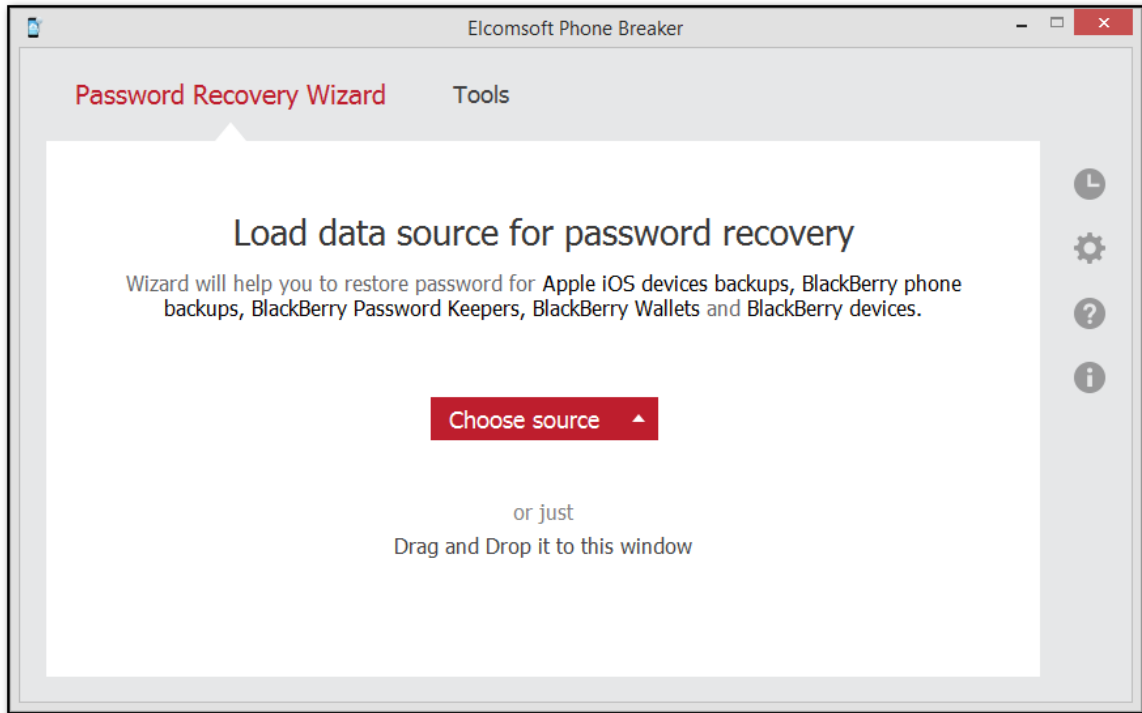 Elcomsoft Phone Breaker
Password Recovery Wizard Tools
Load data source for password recovery
Wizard will help you to restore password for Apple iOS devices backups, BlackBerry phone
backups, BlackBerry Password Keepers, BlackBerry Wallets and BlackBerry devices.
Choose source
or just
Drag and Drop it to this window